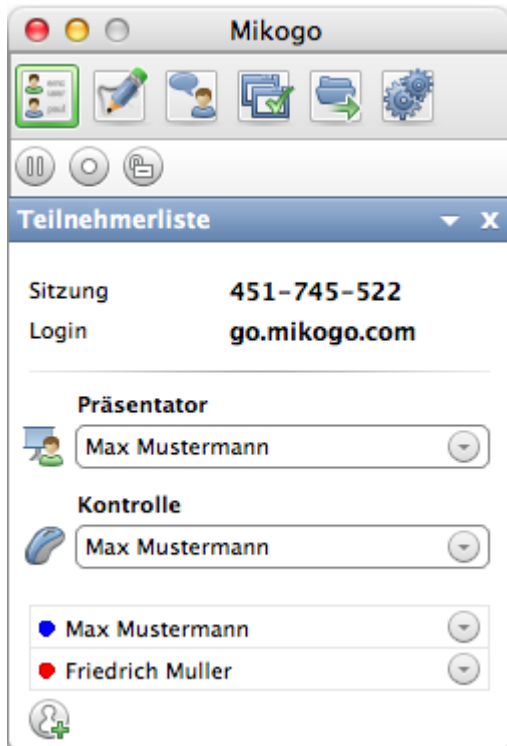 Mikogo
Teilnehmerliste
Sitzung 451-745-522
Login go.mikogo.com
Präsentator
Max Mustermann
Kontrolle
Max Mustermann
Max Mustermann
Friedrich Muller